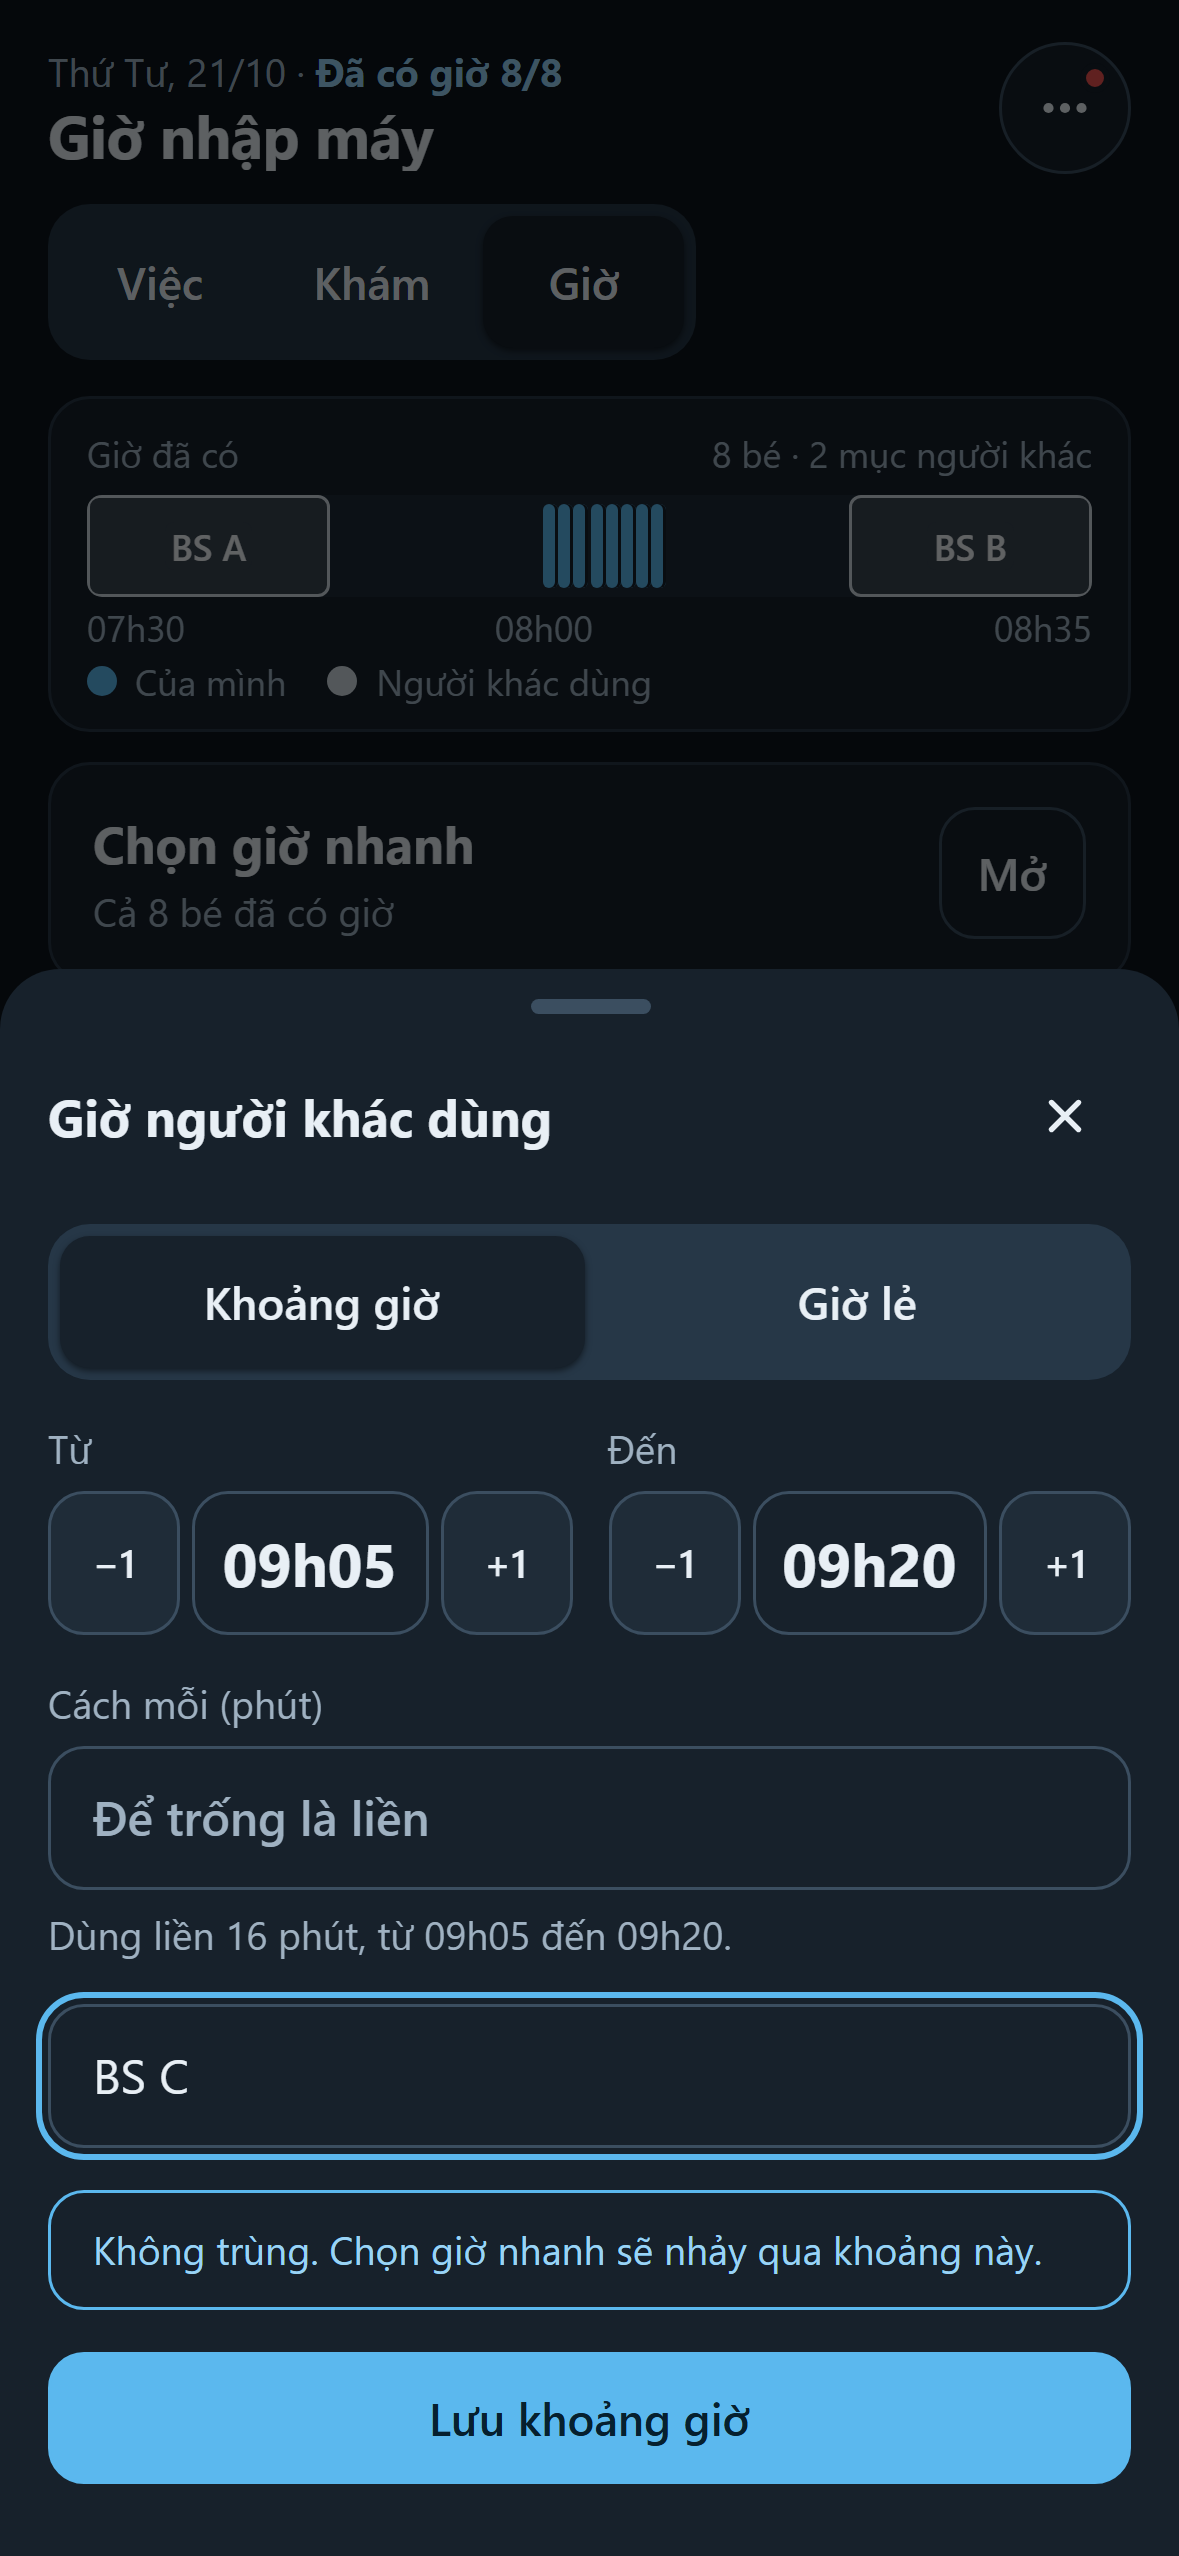 Thứ Tư, 21/10 · Đã có giờ 8/8
Giờ nhập máy
Việc
Khám
Giờ
Giờ đã có
8 bé · 2 mục người khác
BS A
BS B
07h30
08h00
08h35
Của mình
Người khác dùng
Chọn giờ nhanh
Cả 8 bé đã có giờ
Mở
Giờ người khác dùng
Khoảng giờ
Giờ lẻ
Từ
Đến
−1
09h05
+1
−1
09h20
+1
Cách mỗi (phút)
Để trống là liền
Dùng liền 16 phút, từ 09h05 đến 09h20.
BS C
Không trùng. Chọn giờ nhanh sẽ nhảy qua khoảng này.
Lưu khoảng giờ